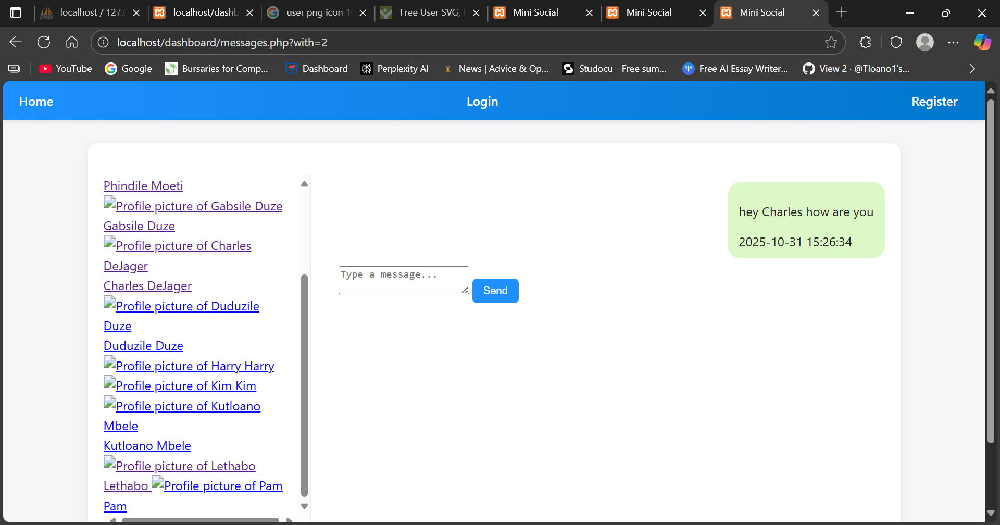 localhost / 127.
localhost/dashb
user png icon 1
Free User SVG,
Mini Social
Mini Social
Mini Social
localhost/dashboard/messages.php?with=2
YouTube
Google
Bursaries for Comp...
Dashboard
Perplexity AI
News | Advice & Op...
Studocu - Free sum...
Free AI Essay Writer...
View 2 · @Tloano1's...
Home
Login
Register
Phindile Moeti
Profile picture of Gabsile Duze
Gabsile Duze
Profile picture of Charles
DeJager
Charles DeJager
Profile picture of Duduzile
Duze
Duduzile Duze
Profile picture of Harry Harry
Profile picture of Kim Kim
Profile picture of Kutloano
Mbele
Kutloano Mbele
Profile picture of Lethabo
Lethabo Profile picture of Pam
Pam
hey Charles how are you
2025-10-31 15:26:34
Type a message...
Send